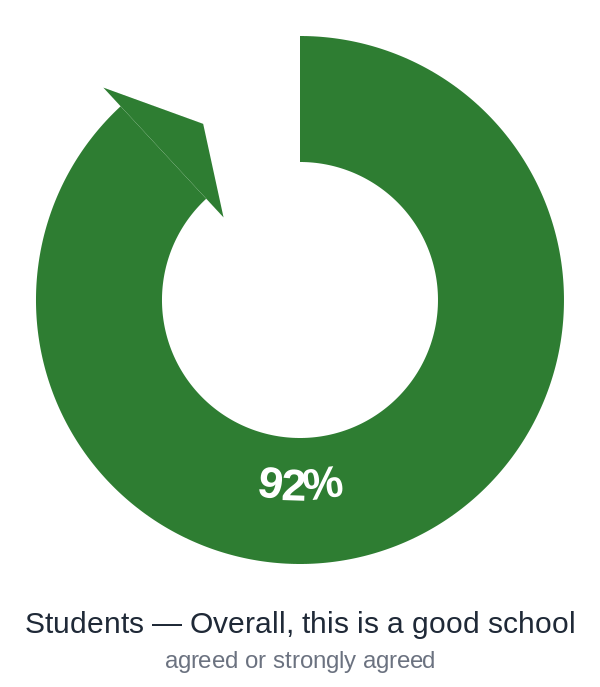 92%
Students — Overall, this is a good school
agreed or strongly agreed